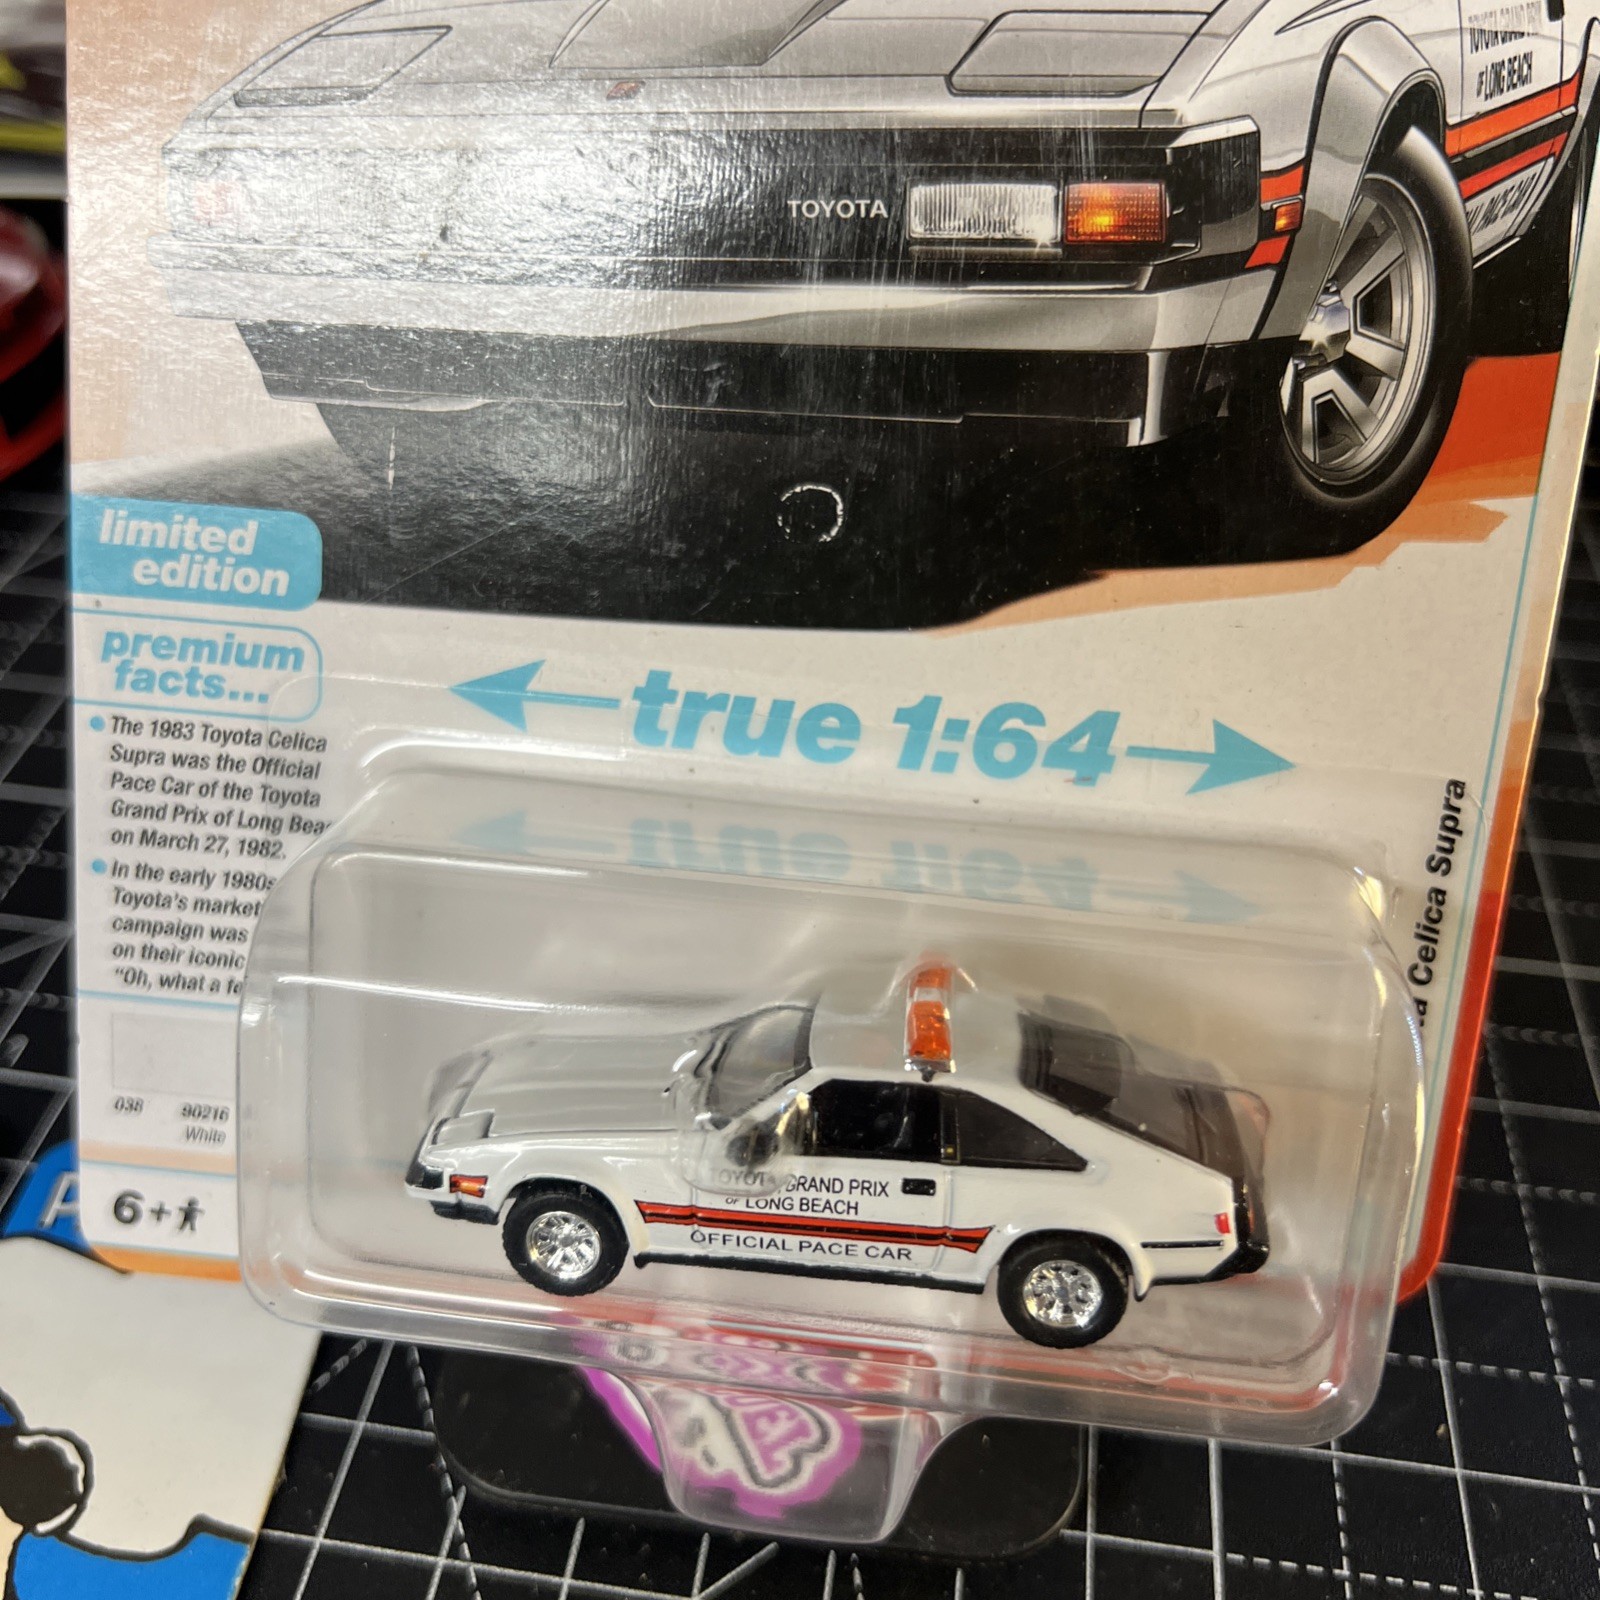 TOYOTA GRAND PRIX
OF LONG BEACH
TOYOTA
PACE CAR
limited
edition
premium
facts...
true 1:64
• The 1983 Toyota Celica
Supra was the Official
Pace Car of the Toyota
Grand Prix of Long Bea
on March 27, 1982.
• In the early 1980s
Toyota's market
campaign was
on their iconic
"Oh, what a fe
038 90216
White
6+
a Celica Supra
TOYOTA GRAND PRIX
OF LONG BEACH
OFFICIAL PACE CAR